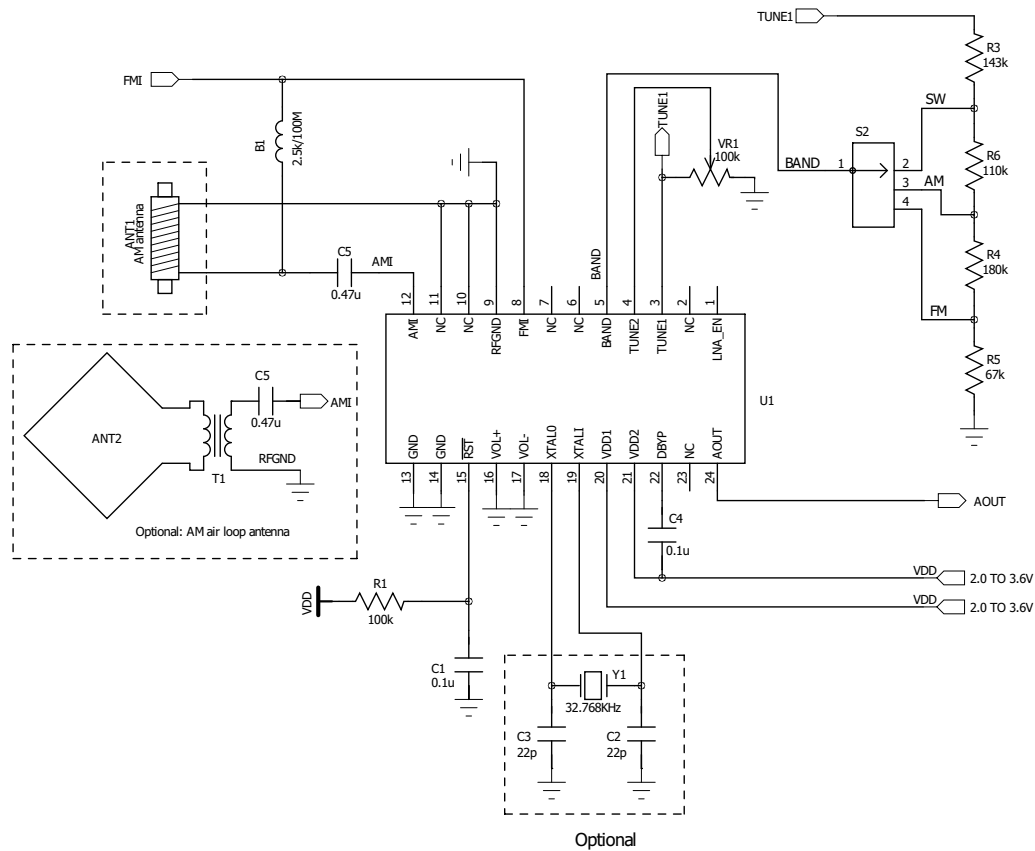 TUNE1
R3
143k
FMI
SW
B1
2.5k/100M
TUNE1
VR1
100k
S2
BAND
1
2
3
4
R6
110k
AM
ANT1
AM antenna
C5
0.47u
AMI
BAND
R4
180k
FM
12
11
10
9
8
7
6
5
4
3
2
1
AMI
NC
NC
RFGND
FMI
NC
NC
BAND
TUNE2
TUNE1
NC
LNA_EN
R5
67k
U1
C5
0.47u
AMI
ANT2
RFGND
T1
Optional: AM air loop antenna
GND
GND
RST
VOL+
VOL-
XTALO
XTALI
VDD1
VDD2
DBYP
NC
AOUT
13
14
15
16
17
18
19
20
21
22
23
24
AOUT
C4
0.1u
VDD
2.0 TO 3.6V
VDD
2.0 TO 3.6V
VDD
R1
100k
C1
0.1u
Y1
32.768KHz
C3
22p
C2
22p
Optional